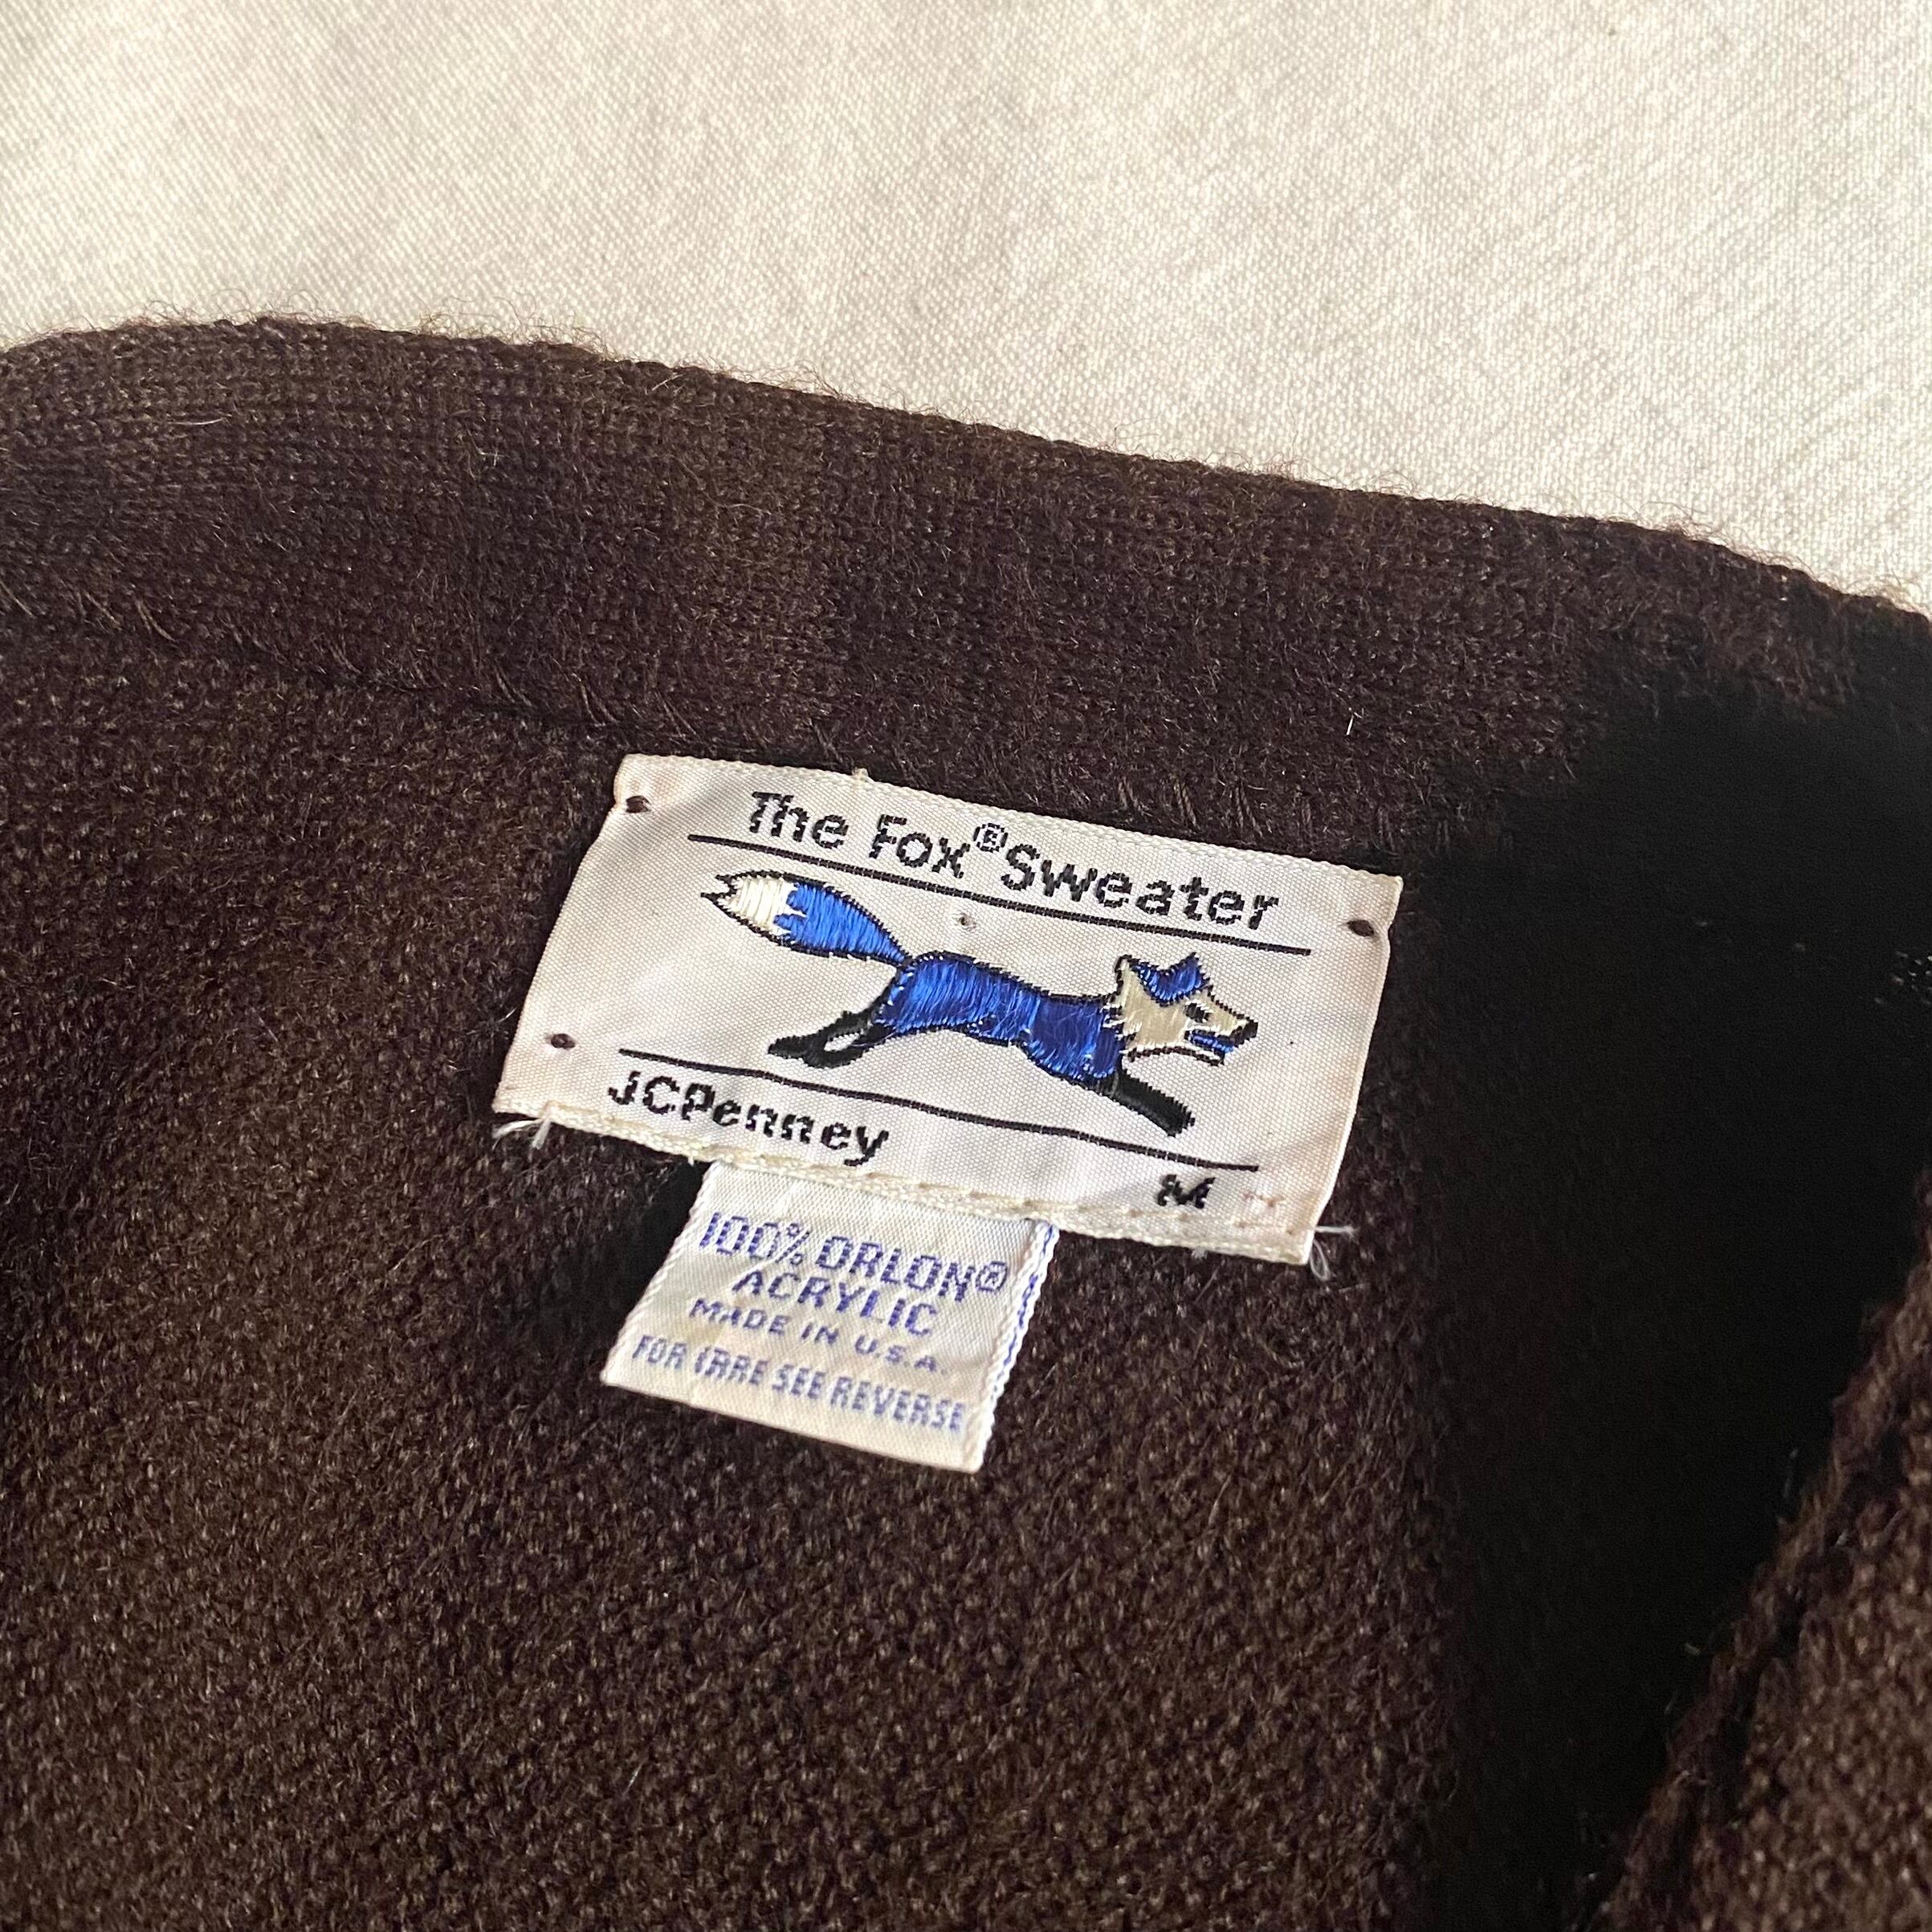 The Fox® Sweater
JCPenney
M
100% ORLON®
ACRYLIC
MADE IN U.S.A.
FOR CARE SEE REVERSE